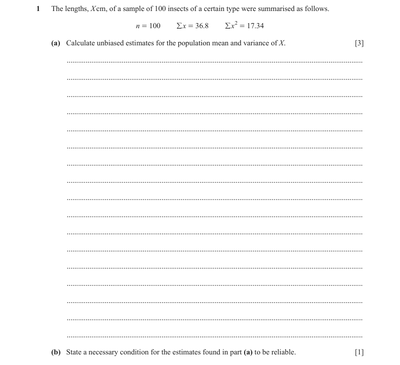 1 The lengths, X cm, of a sample of 100 insects of a certain type were summarised as follows.
n = 100 Σx = 36.8 Σx² = 17.34
(a) Calculate unbiased estimates for the population mean and variance of X. [3]
(b) State a necessary condition for the estimates found in part (a) to be reliable. [1]